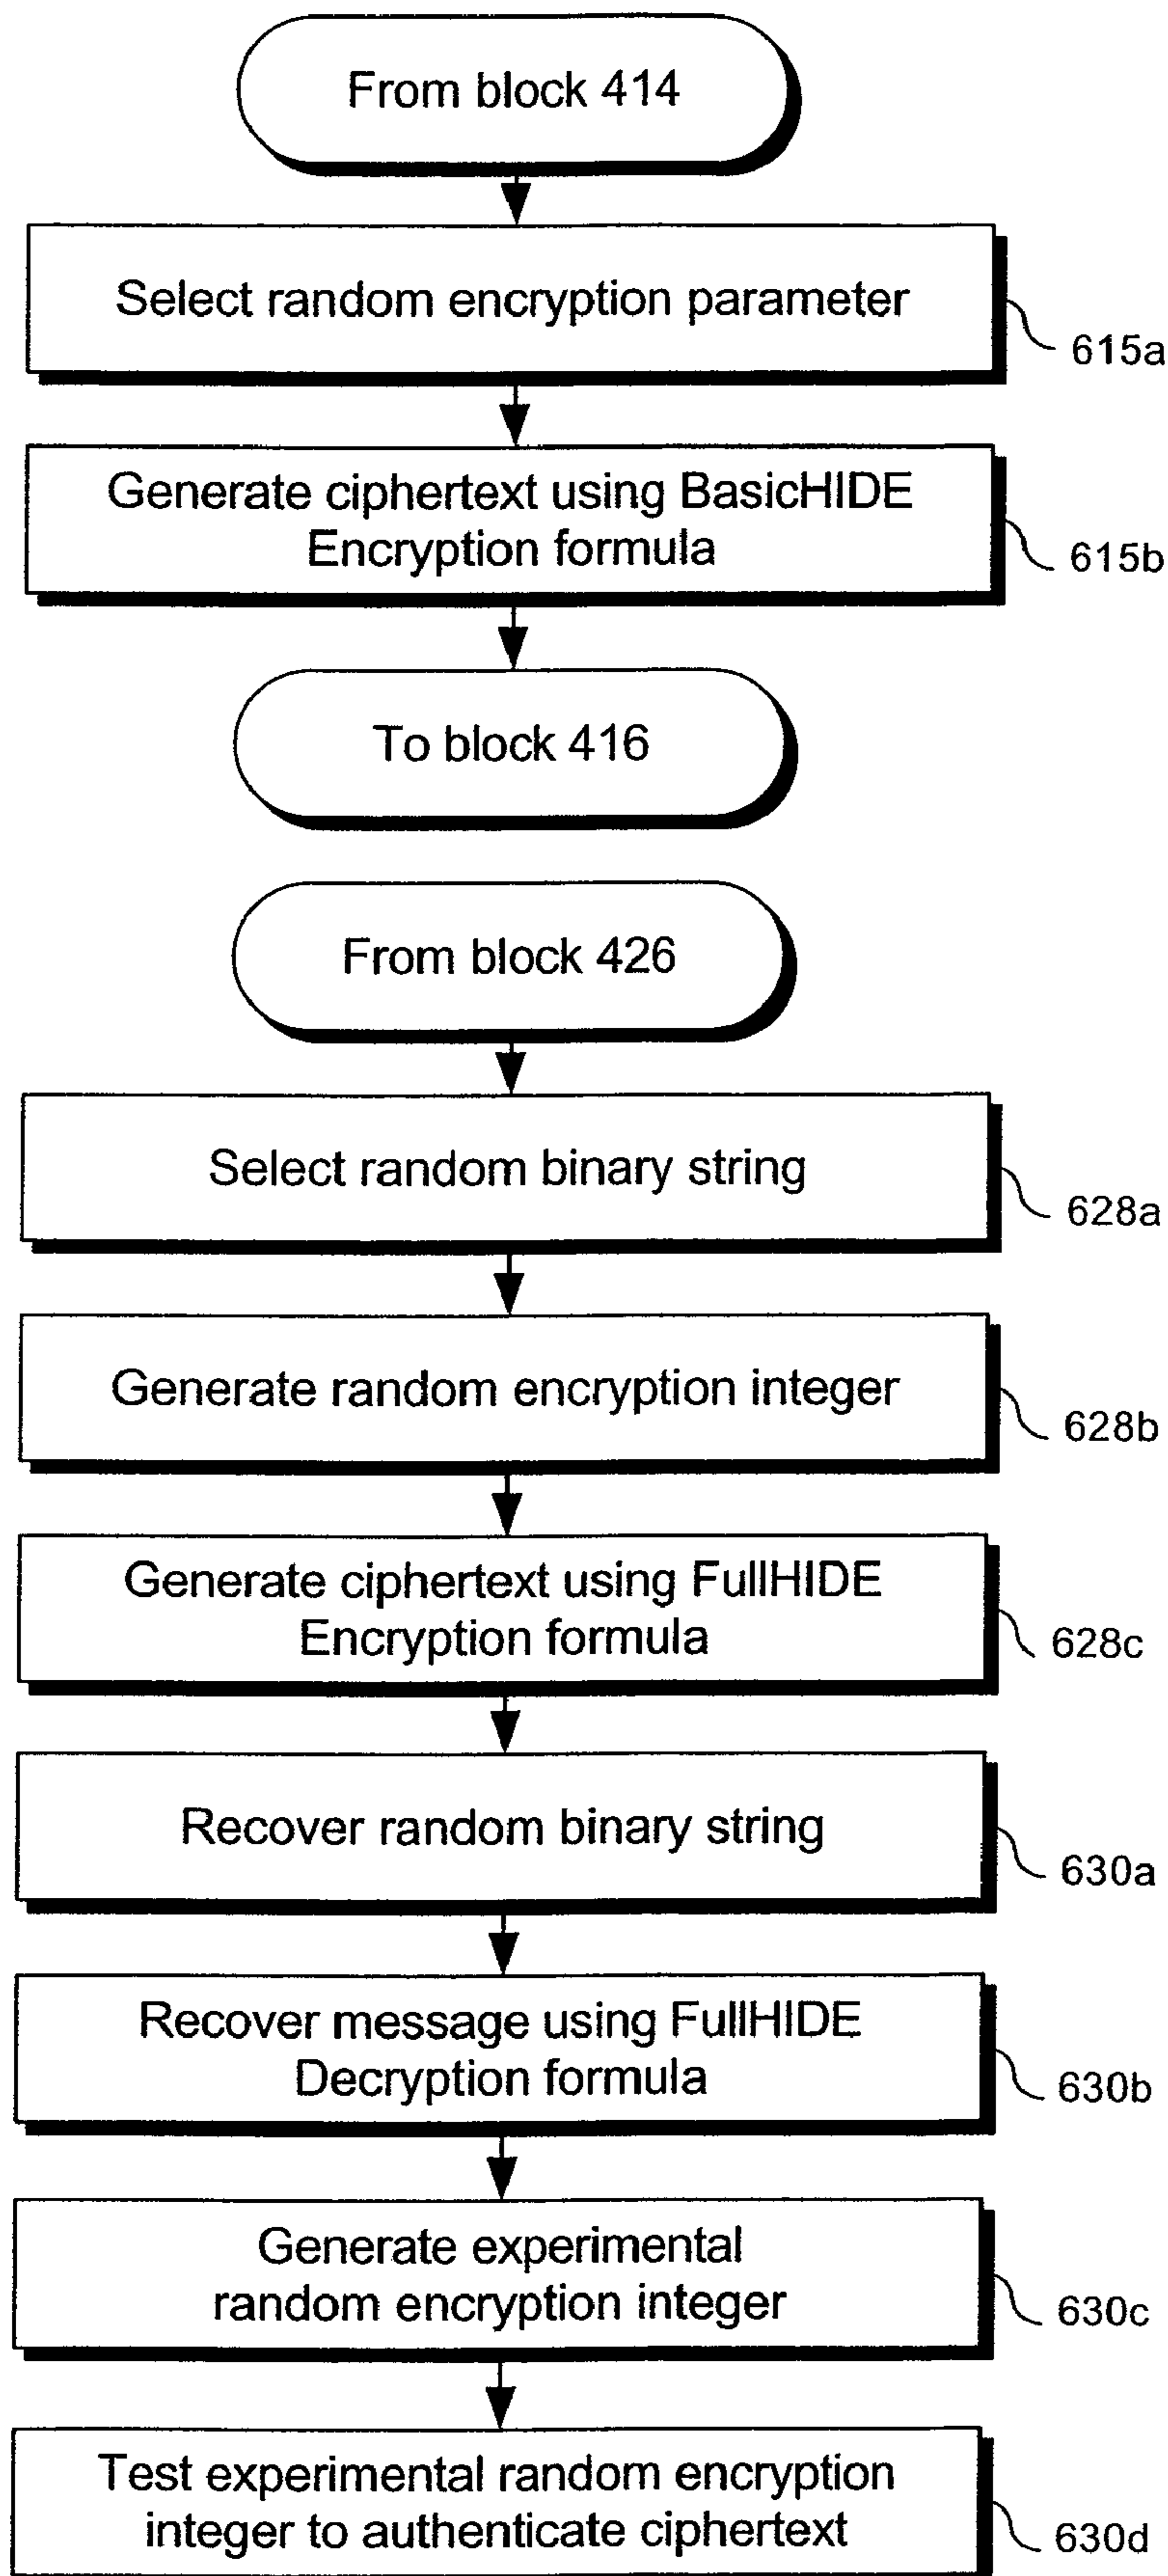 From block 414
Select random encryption parameter
615a
Generate ciphertext using BasicHIDE
Encryption formula
615b
To block 416
From block 426
Select random binary string
628a
Generate random encryption integer
628b
Generate ciphertext using FullHIDE
Encryption formula
628c
Recover random binary string
630a
Recover message using FullHIDE
Decryption formula
630b
Generate experimental
random encryption integer
630c
Test experimental random encryption
integer to authenticate ciphertext
630d